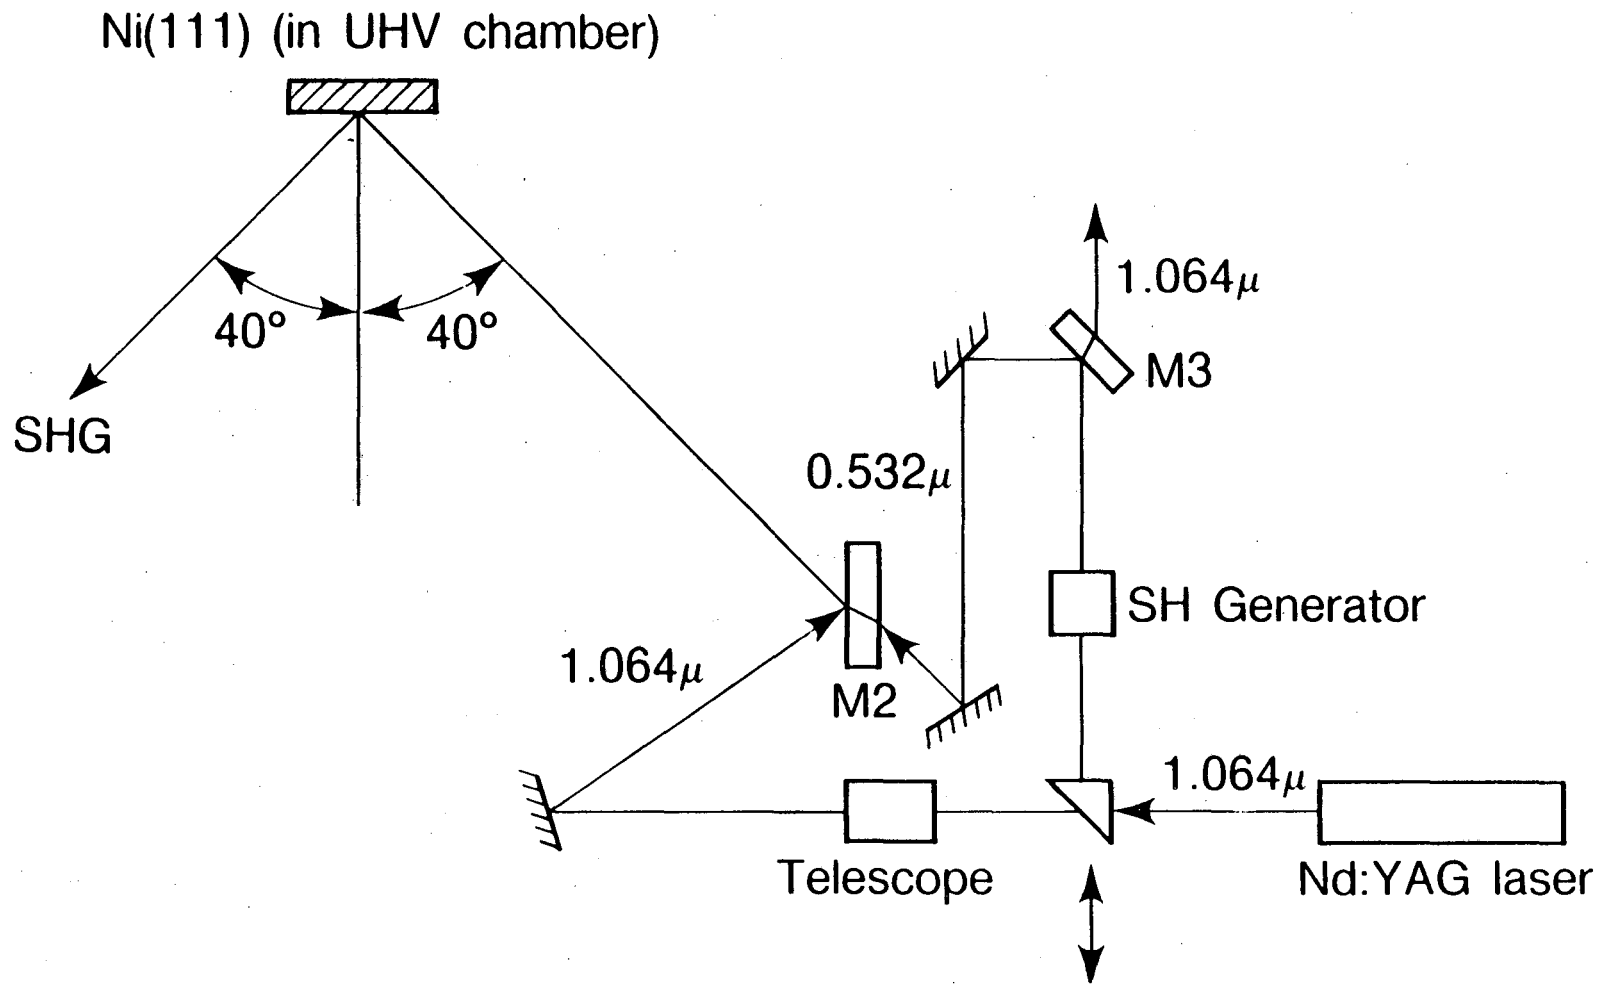 Ni(111) (in UHV chamber)
40° 40°
SHG
1.064μ
M3
0.532μ
SH Generator
1.064μ
M2
1.064μ
Telescope
Nd:YAG laser